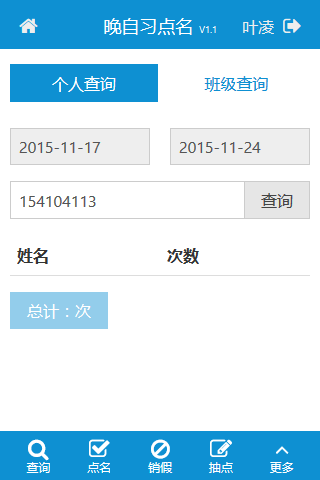 晚自习点名 V1.1 叶凌
个人查询 班级查询
2015-11-17 2015-11-24
154104113 查询
姓名 次数
总计：次
查询 点名 销假 抽点 更多